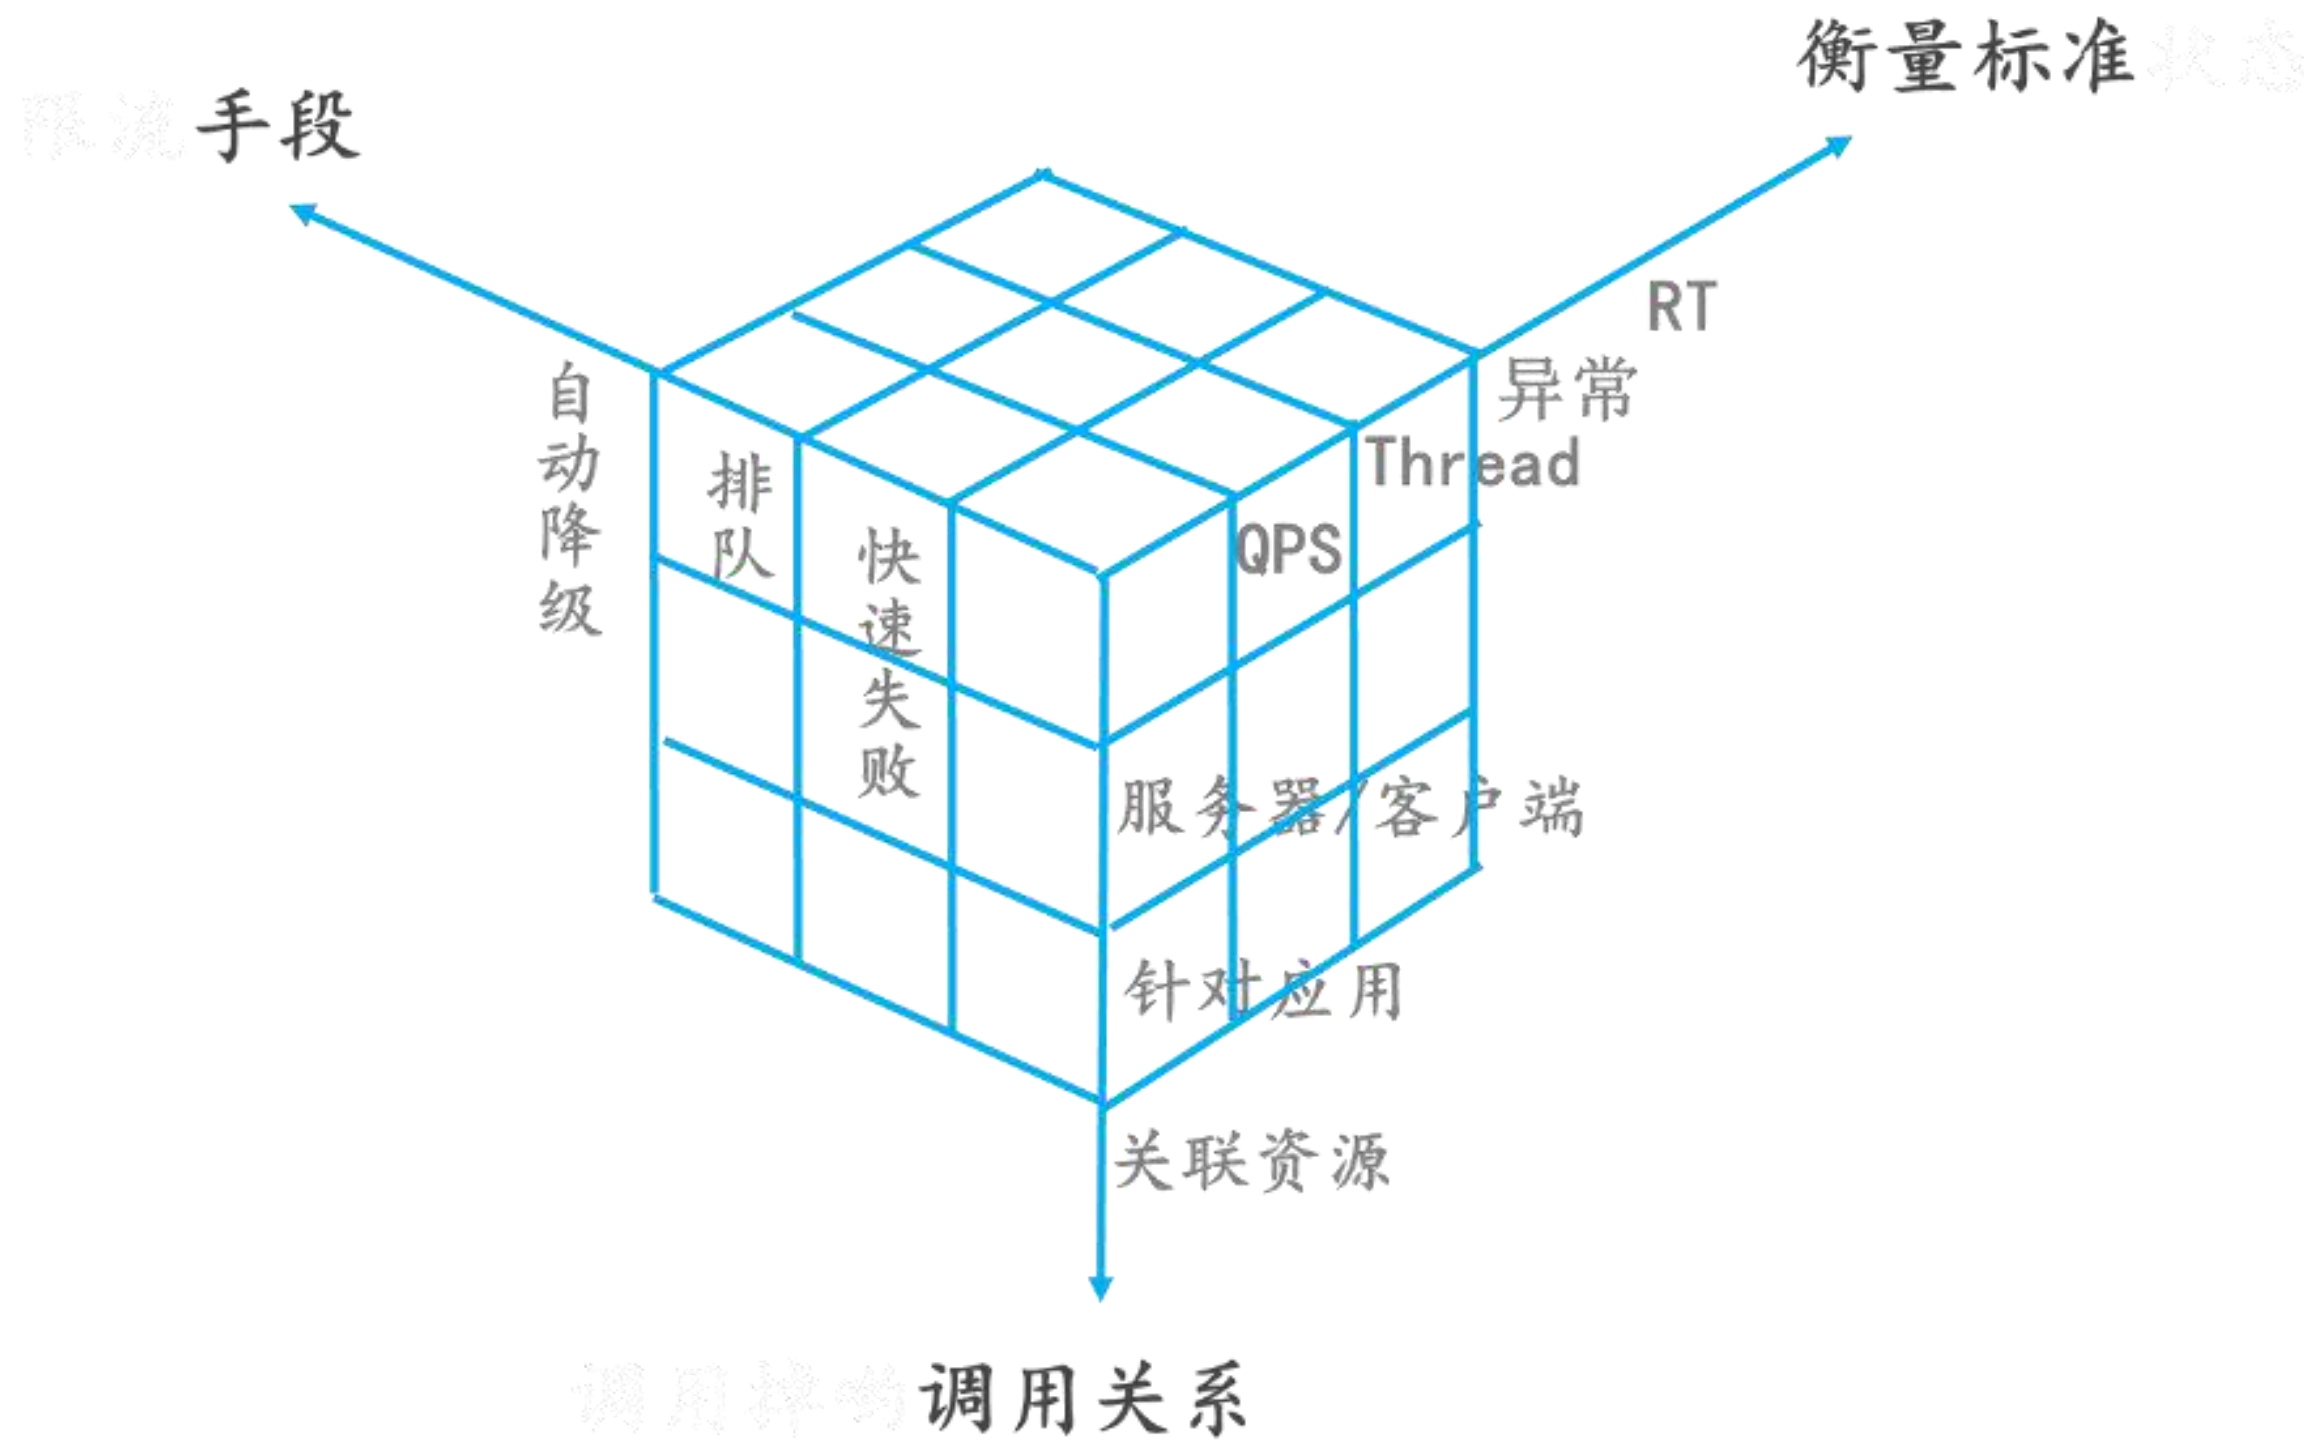 衡量标准
手段
RT
异常
自动降级
排队
Thread
快速失败
QPS
服务器/客户端
针对应用
关联资源
调用关系